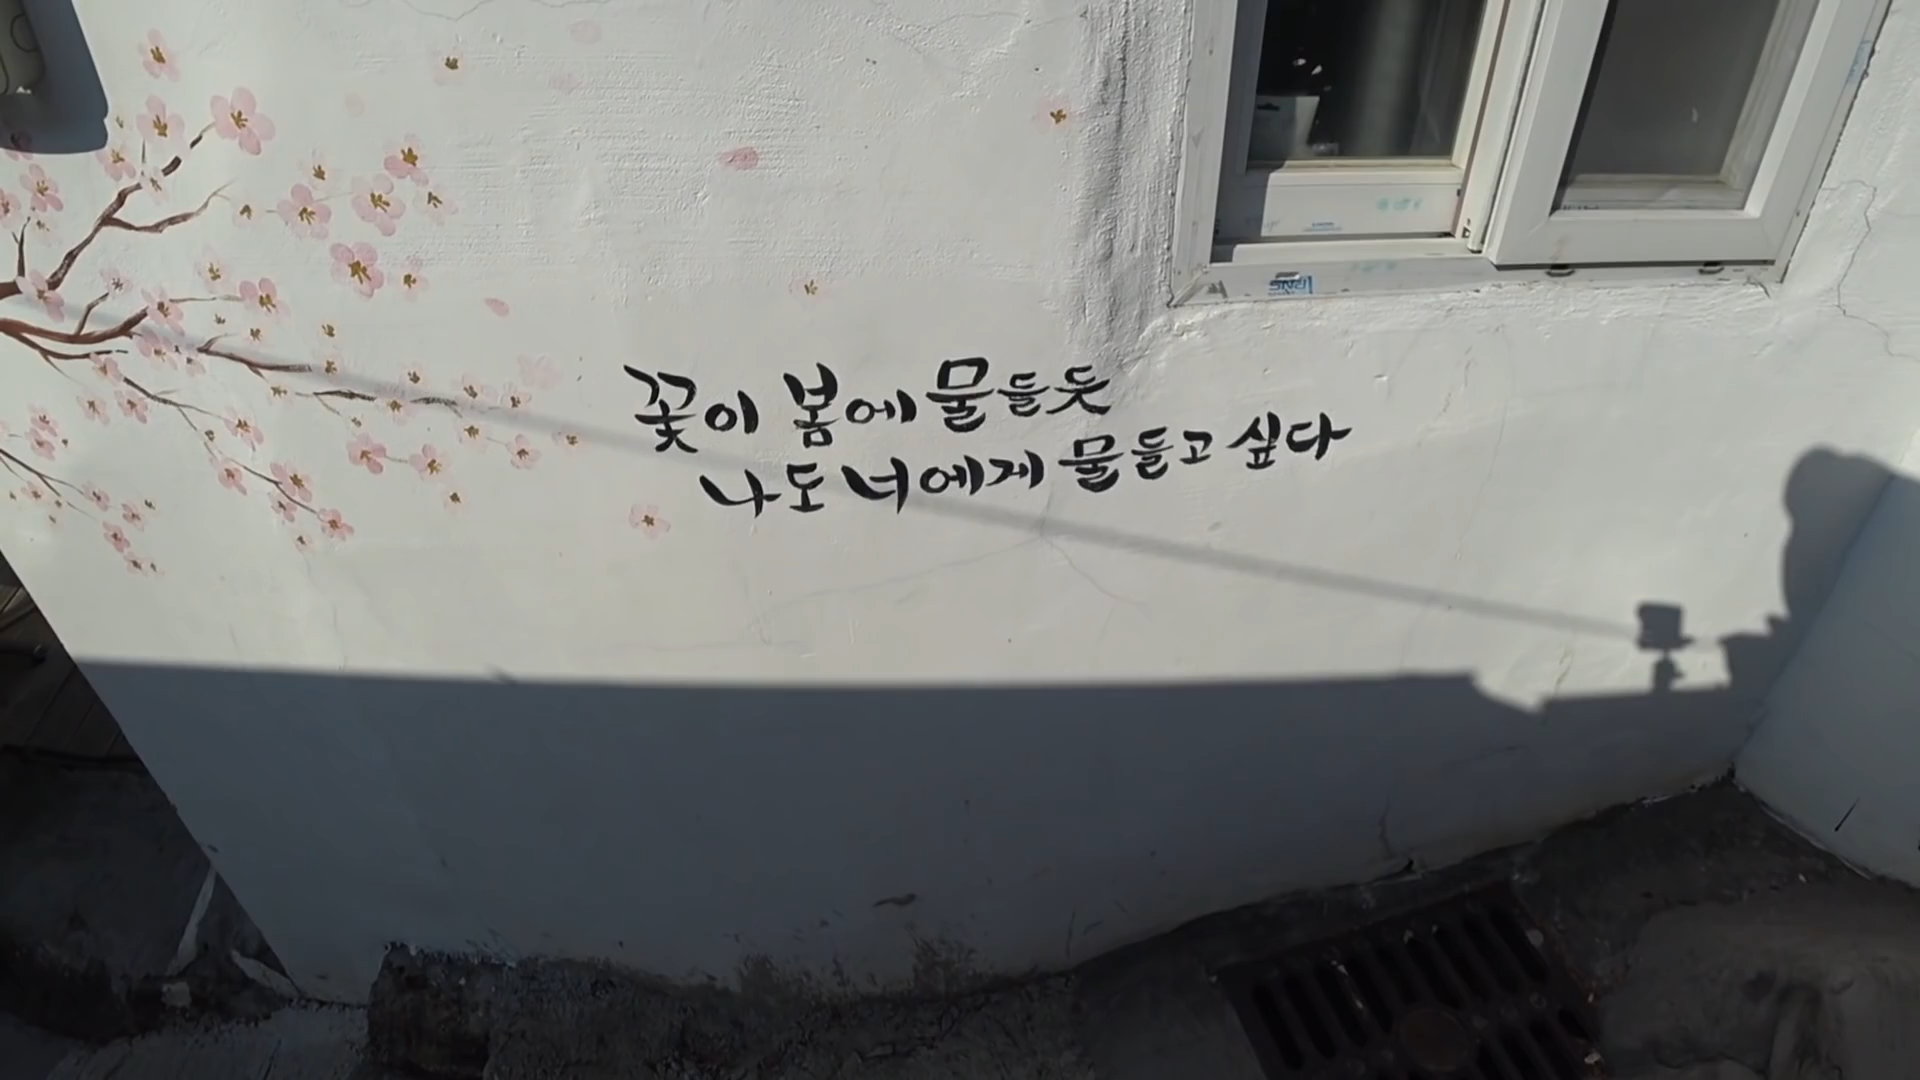 꽃이 봄에 물들듯
나도 너에게 물들고 싶다